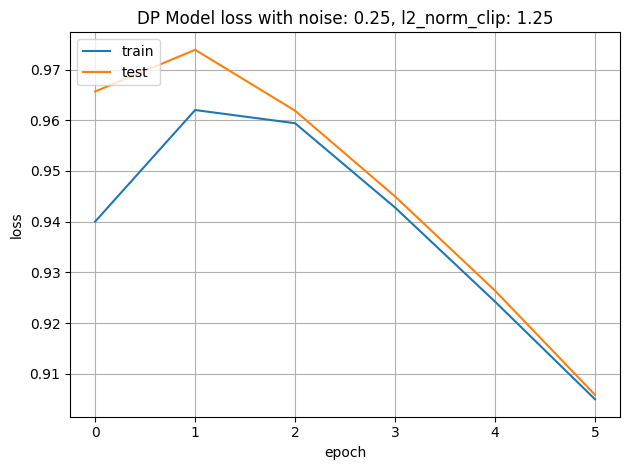 DP Model loss with noise: 0.25, l2_norm_clip: 1.25
train
test
0.97
0.96
0.95
0.94
0.93
0.92
0.91
loss
0 1 2 3 4 5
epoch